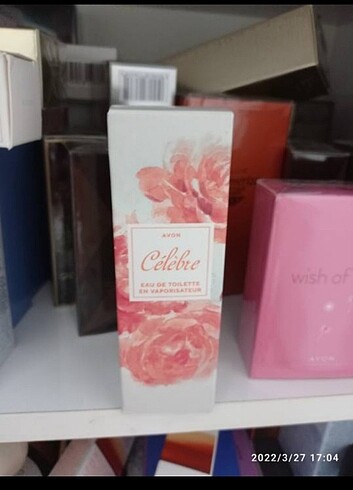 AVON
Célèbre
EAU DE TOILETTE
EN VAPORISATEUR
wish of
AVON
2022/3/27 17:04